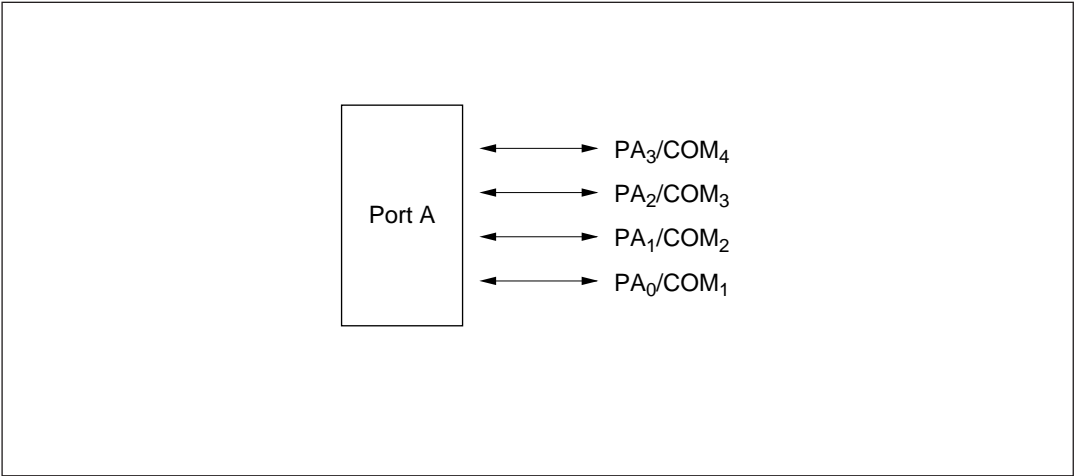 Port A
PA₃/COM₄
PA₂/COM₃
PA₁/COM₂
PA₀/COM₁